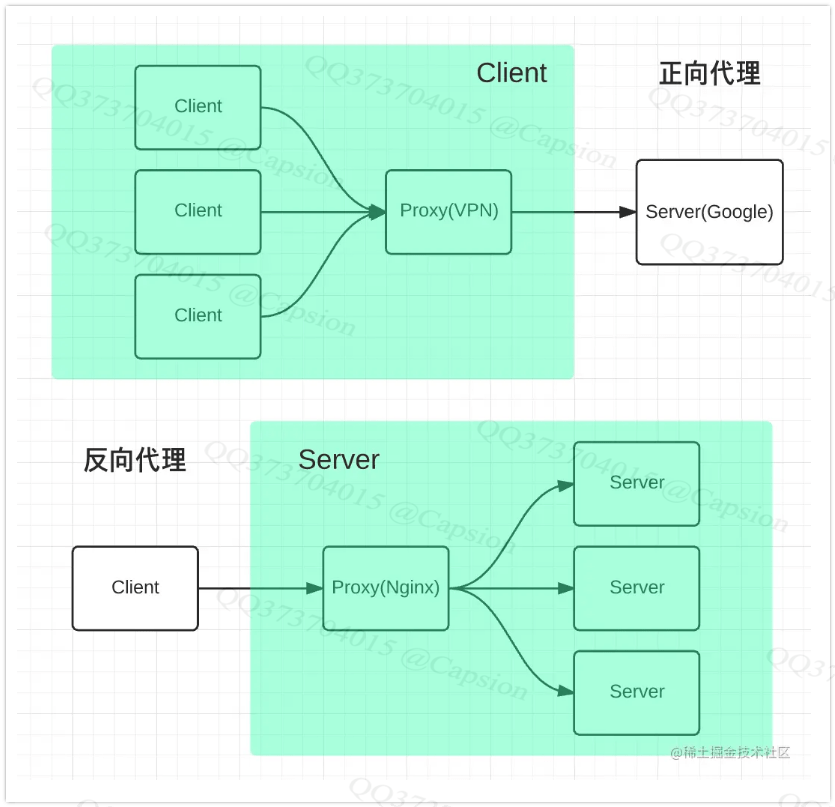 Client
正向代理
Client
Client
Client
Proxy(VPN)
Server(Google)
反向代理
Server
Client
Proxy(Nginx)
Server
Server
Server
QQ373704015 @Capsion
QQ373704015 @Capsion
QQ373704015
QQ373704015 @Capsion
QQ373704015
QQ373704015 @Capsion
QQ373704015 @Capsion
QQ373704015 @Capsion
@稀土掘金技术社区